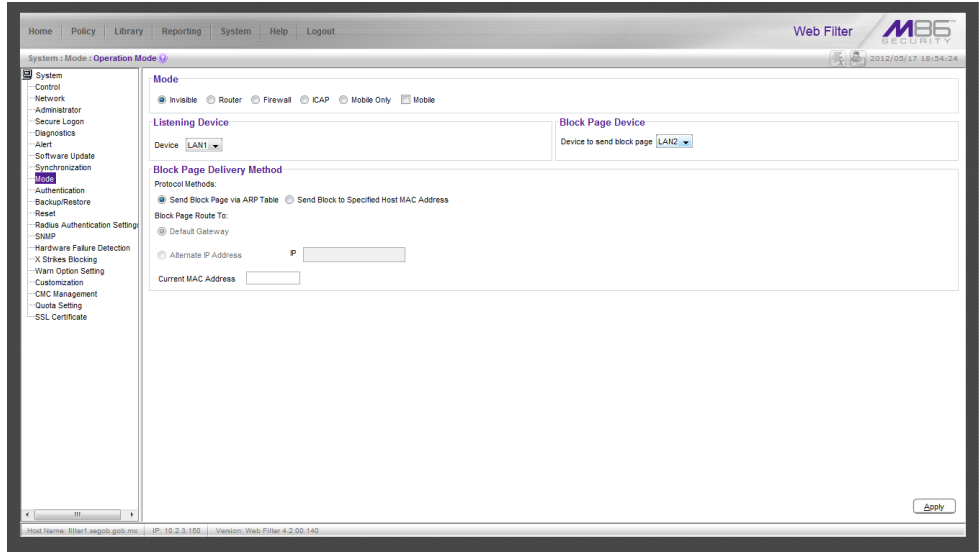 Home Policy Library Reporting System Help Logout
Web Filter
M86
SECURITY
System : Mode : Operation Mode
2012/05/17 18:54:24
System
Control
Network
Administrator
Secure Logon
Diagnostics
Alert
Software Update
Synchronization
Mode
Authentication
Backup/Restore
Reset
Radius Authentication Settings
SNMP
Hardware Failure Detection
X Strikes Blocking
Warn Option Setting
Customization
CMC Management
Quota Setting
SSL Certificate
Mode
Invisible Router Firewall ICAP Mobile Only Mobile
Listening Device
Device LAN1
Block Page Device
Device to send block page LAN2
Block Page Delivery Method
Protocol Methods:
Send Block Page via ARP Table Send Block to Specified Host MAC Address
Block Page Route To:
Default Gateway
Alternate IP Address IP
Current MAC Address
Apply
Host Name: filter1.segob.gob.mx IP: 10.2.3.150 Version: Web Filter 4.2.00.140